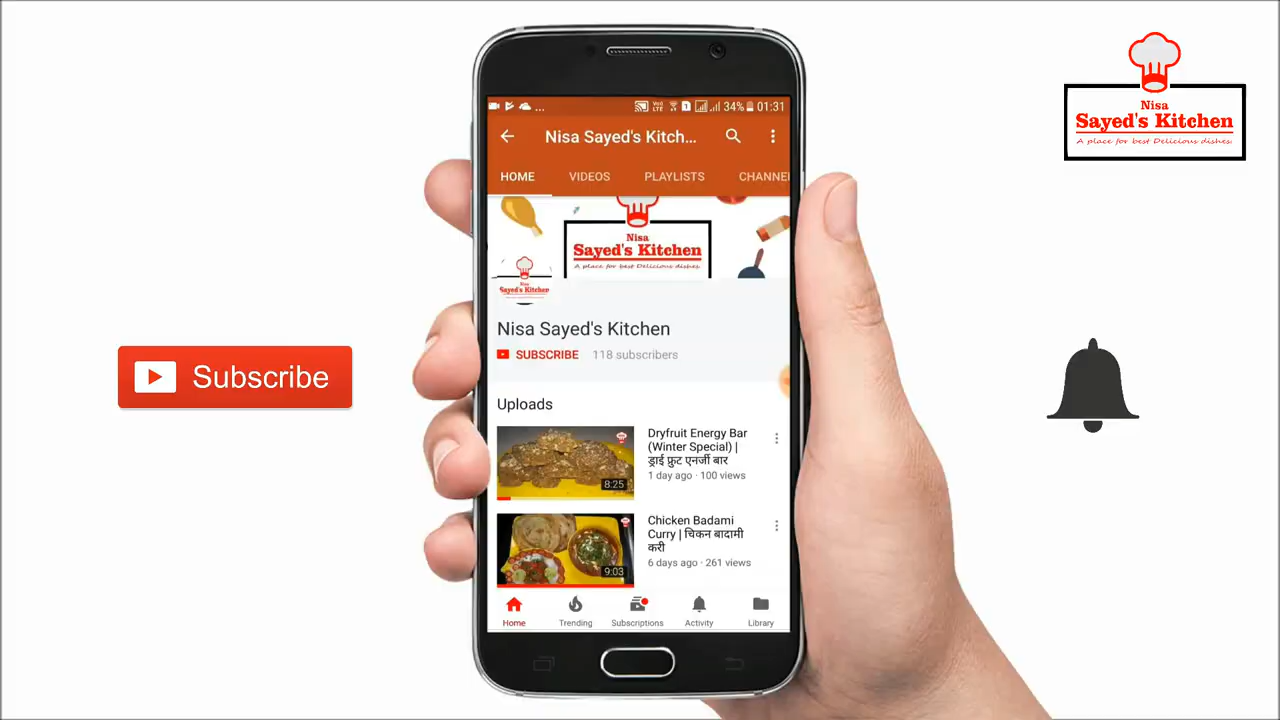 34% 01:31
Nisa Sayed's Kitch...
HOME VIDEOS PLAYLISTS CHANNE
Nisa
Sayed's Kitchen
A place for best Delicious dishes.
Nisa
Sayed's Kitchen
Nisa Sayed's Kitchen
SUBSCRIBE 118 subscribers
Uploads
Dryfruit Energy Bar
(Winter Special) |
ड्राई फ्रुट एनर्जी बार
1 day ago · 100 views
8:25
Chicken Badami
Curry | चिकन बादामी
करी
6 days ago · 261 views
9:03
Home Trending Subscriptions Activity Library
Subscribe
Nisa
Sayed's Kitchen
A place for best Delicious dishes.